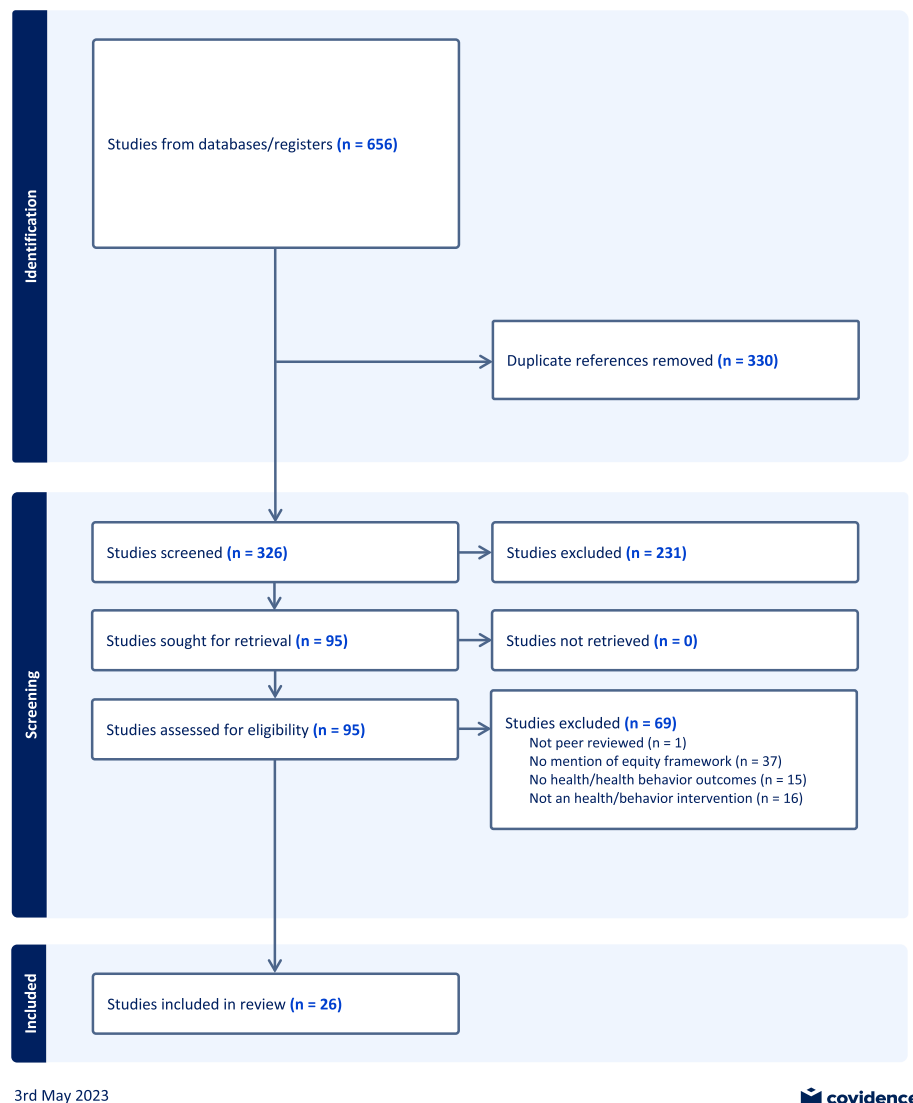 Identification
Studies from databases/registers (n = 656)
Duplicate references removed (n = 330)
Screening
Studies screened (n = 326)
Studies excluded (n = 231)
Studies sought for retrieval (n = 95)
Studies not retrieved (n = 0)
Studies assessed for eligibility (n = 95)
Studies excluded (n = 69)
Not peer reviewed (n = 1)
No mention of equity framework (n = 37)
No health/health behavior outcomes (n = 15)
Not an health/behavior intervention (n = 16)
Included
Studies included in review (n = 26)
3rd May 2023
covidence